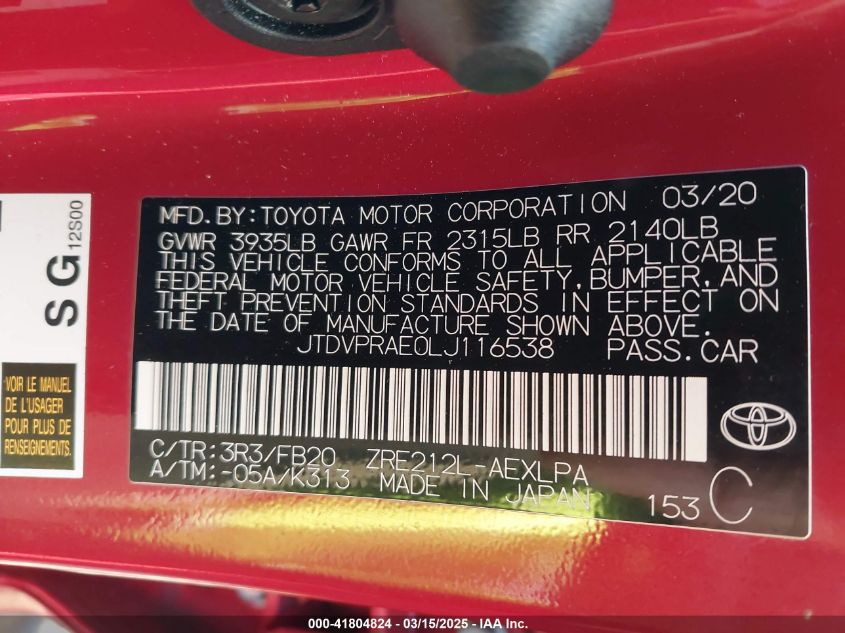 MFD.BY:TOYOTA MOTOR CORPORATION 03/20
GVWR 3935LB GAWR FR 2315LB RR 2140LB
THIS VEHICLE CONFORMS TO ALL APPLICABLE
FEDERAL MOTOR VEHICLE SAFETY,BUMPER,AND
THEFT PREVENTION STANDARDS IN EFFECT ON
THE DATE OF MANUFACTURE SHOWN ABOVE.
JTDVPRAE0LJ116538 PASS.CAR
C/TR:3R3/FB20 ZRE212L-AEXLPA
A/TM:-05A/K313 MADE IN JAPAN
153 C
SG
12S00
VOIR LE MANUEL
DE L'USAGER
POUR PLUS DE
RENSEIGNEMENTS.
000-41804824 / 03/15/2025 - IAA Inc.